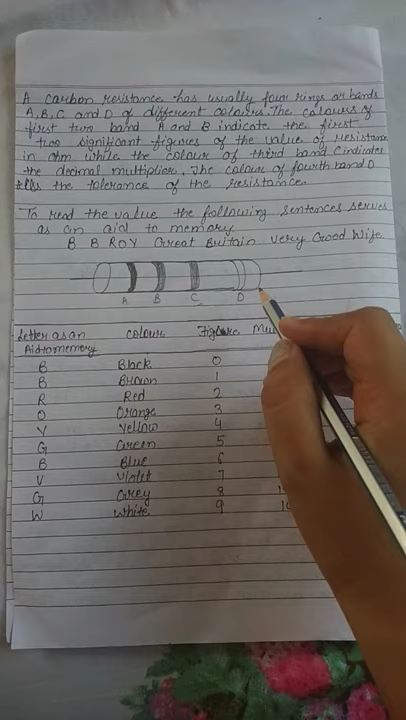 A carbon resistance has usually four rings or bands
A, B, C and D of different colours. The colours of
first two band A and B indicate the first
two significant figures of the value of resistance
in ohm while the colour of third band C indicates
the decimal multiplier. The colour of fourth band D
tells the tolerance of the resistance.
To read the value the following sentences serves
as an aid to memory.
B B ROY Great Britain Very Good Wife
A B C D
Letter as an Colour Figure
Aid to memory
B Black 0
B Brown 1
R Red 2
O Orange 3
Y Yellow 4
G Green 5
B Blue 6
V Violet 7
G Grey 8
W White 9